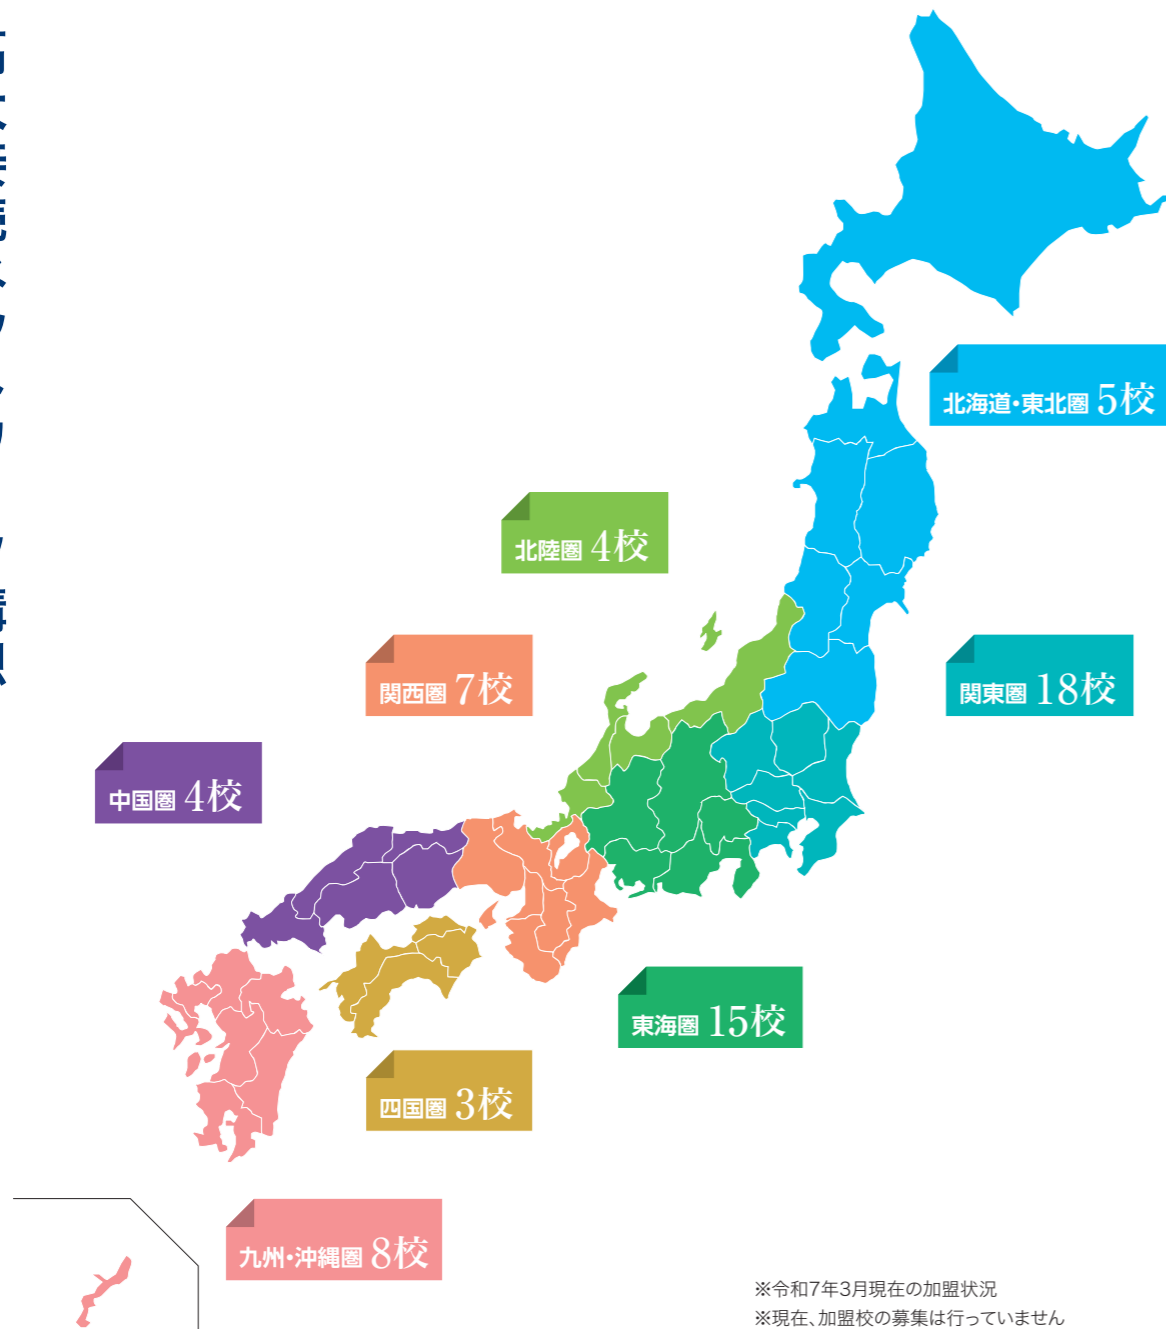 北海道・東北圏 5校
北陸圏 4校
関西圏 7校
関東圏 18校
中国圏 4校
東海圏 15校
四国圏 3校
九州・沖縄圏 8校
※令和7年3月現在の加盟状況
※現在、加盟校の募集は行っていません